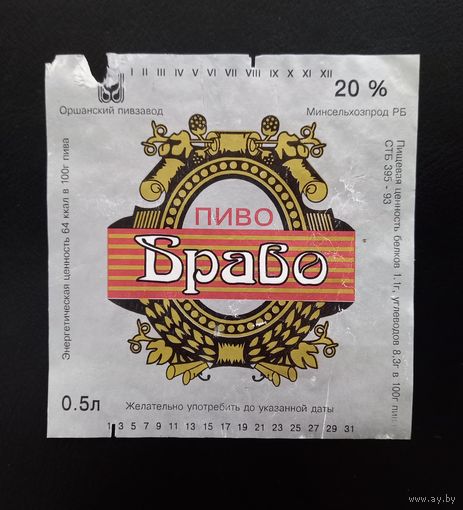 I II III IV V VI VII VIII IX X XI XII
20 %
Оршанский пивзавод
Минсельхозпрод РБ
Энергетическая ценность 64 ккал в 100г пива
ПИВО
Браво
Пищевая ценность белков 1.1г, углеводов 8.3г в 100г пива
СТБ 395 - 93
0.5л
Желательно употребить до указанной даты
1 3 5 7 9 11 13 15 17 19 21 23 25 27 29 31
www.ay.by